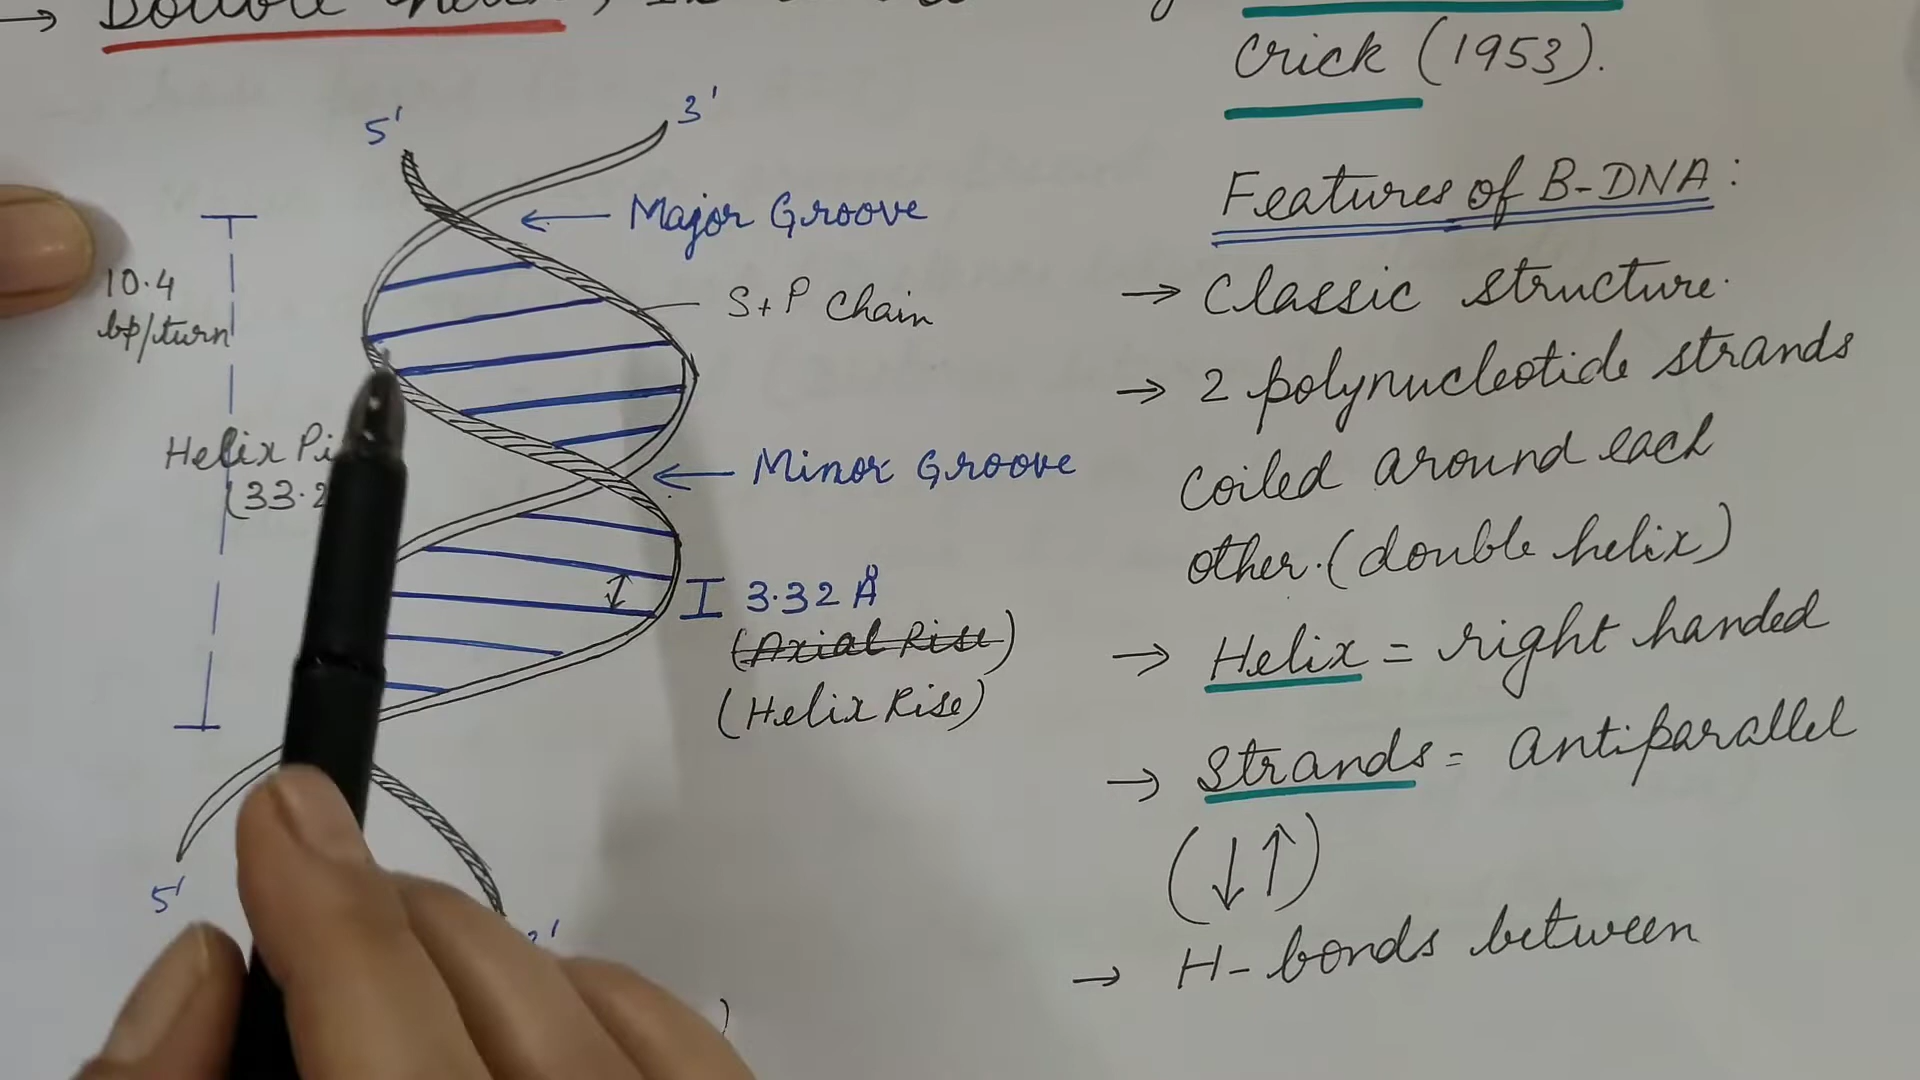 → Double
Crick (1953).
5'
3'
Major Groove
10.4
bp/turn
S+P Chain
Helix
(33.2
Minor Groove
3.32 Å
(Axial Rise)
(Helix Rise)
5'
Features of B-DNA:
→ Classic structure.
→ 2 polynucleotide strands
coiled around each
other. (double helix)
→ Helix = right handed
→ Strands = antiparallel
(↓↑)
→ H-bonds between